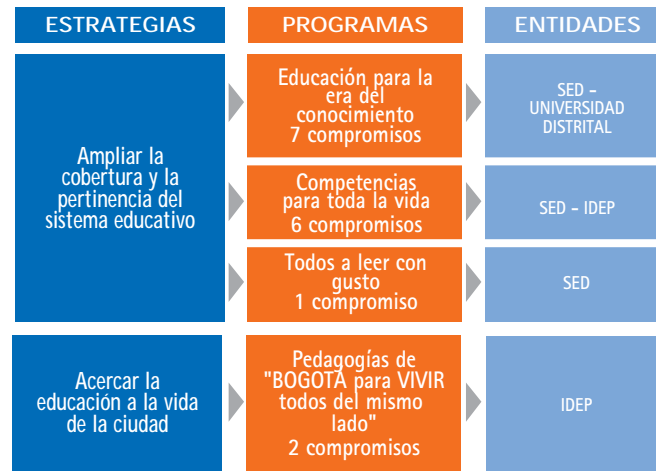 ESTRATEGIAS
PROGRAMAS
ENTIDADES
Ampliar la
cobertura y la
pertinencia del
sistema educativo
Educación para la
era del
conocimiento
7 compromisos
SED –
UNIVERSIDAD
DISTRITAL
Competencias
para toda la vida
6 compromisos
SED – IDEP
Todos a leer con
gusto
1 compromiso
SED
Acercar la
educación a la vida
de la ciudad
Pedagogías de
"BOGOTÁ para VIVIR
todos del mismo
lado"
2 compromisos
IDEP